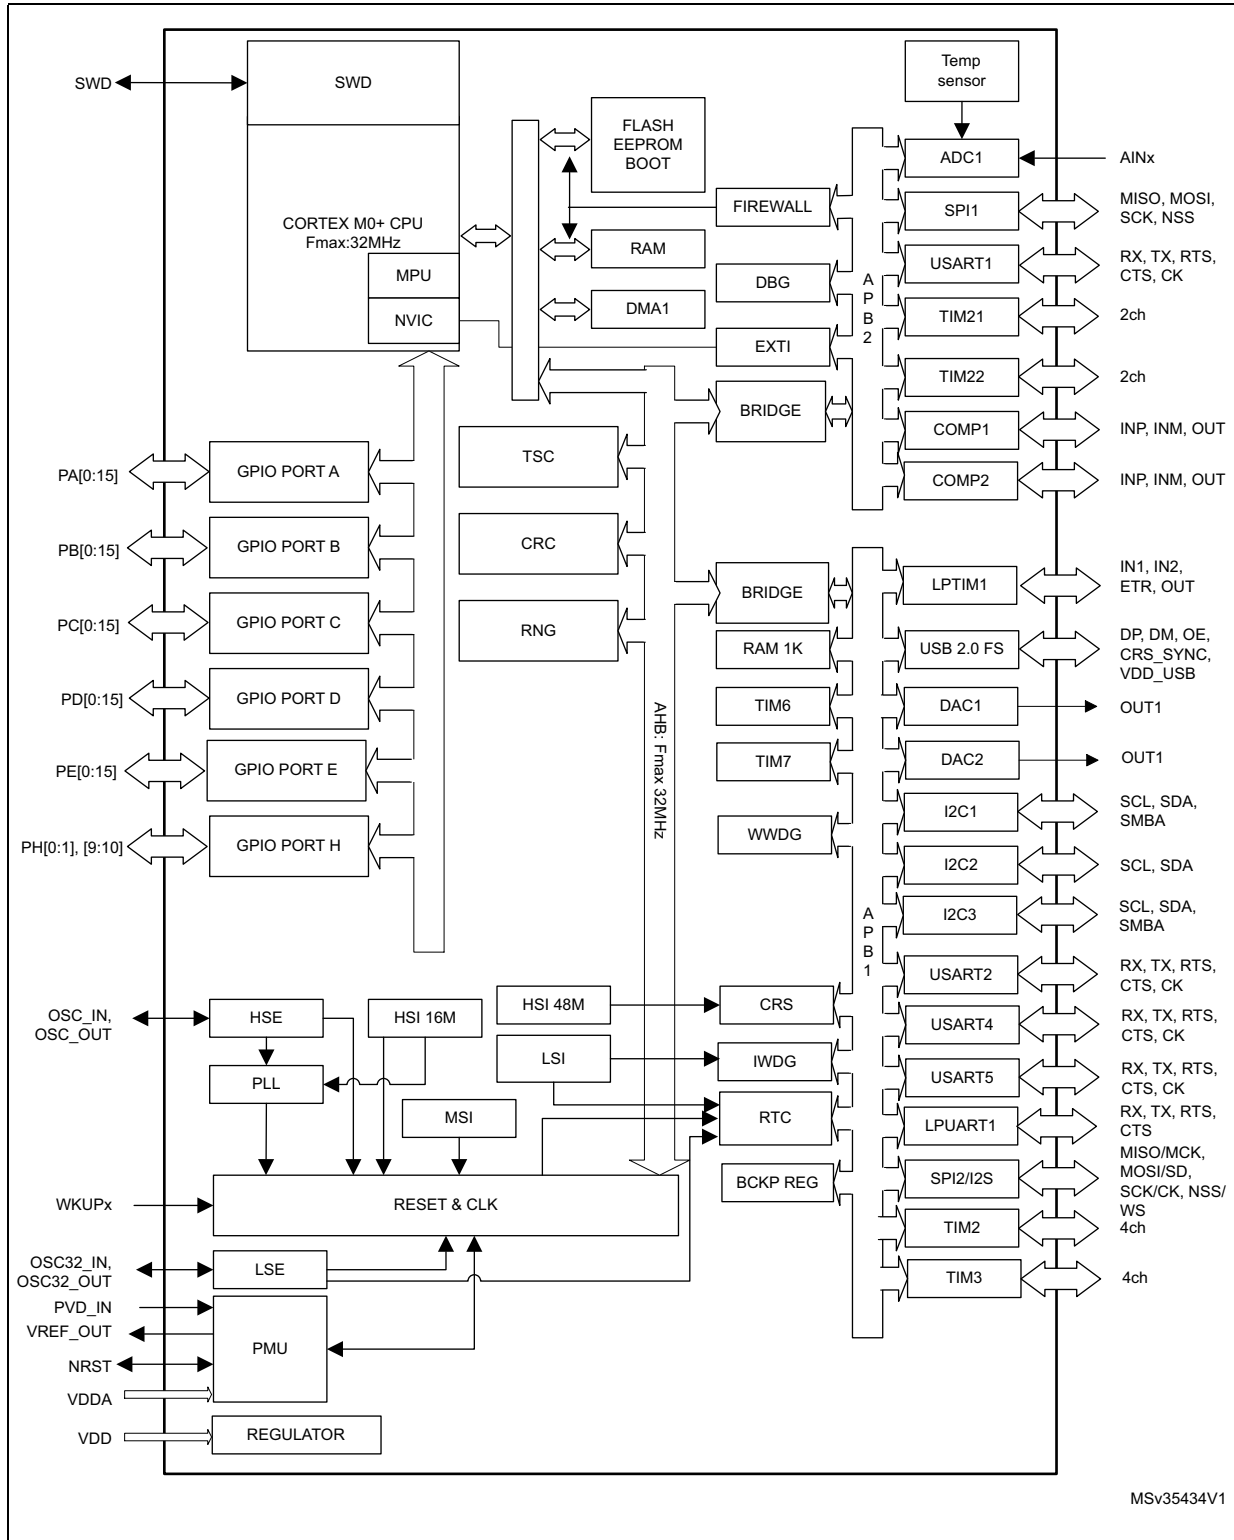 SWD
SWD
CORTEX M0+ CPU
Fmax:32MHz
MPU
NVIC
FLASH
EEPROM
BOOT
RAM
DMA1
FIREWALL
DBG
EXTI
BRIDGE
APB2
Temp
sensor
ADC1
AINx
SPI1
MISO, MOSI,
SCK, NSS
USART1
RX, TX, RTS,
CTS, CK
TIM21
2ch
TIM22
2ch
COMP1
INP, INM, OUT
COMP2
INP, INM, OUT
PA[0:15]
GPIO PORT A
PB[0:15]
GPIO PORT B
PC[0:15]
GPIO PORT C
PD[0:15]
GPIO PORT D
PE[0:15]
GPIO PORT E
PH[0:1], [9:10]
GPIO PORT H
TSC
CRC
RNG
AHB: Fmax 32MHz
BRIDGE
RAM 1K
TIM6
TIM7
WWDG
APB1
LPTIM1
IN1, IN2,
ETR, OUT
USB 2.0 FS
DP, DM, OE,
CRS_SYNC,
VDD_USB
DAC1
OUT1
DAC2
OUT1
I2C1
SCL, SDA,
SMBA
I2C2
SCL, SDA
I2C3
SCL, SDA,
SMBA
USART2
RX, TX, RTS,
CTS, CK
USART4
RX, TX, RTS,
CTS, CK
USART5
RX, TX, RTS,
CTS, CK
LPUART1
RX, TX, RTS,
CTS
SPI2/I2S
MISO/MCK,
MOSI/SD,
SCK/CK, NSS/
WS
TIM2
4ch
TIM3
4ch
OSC_IN,
OSC_OUT
HSE
HSI 16M
PLL
MSI
HSI 48M
CRS
LSI
IWDG
RTC
BCKP REG
WKUPx
RESET & CLK
OSC32_IN,
OSC32_OUT
LSE
PVD_IN
VREF_OUT
NRST
VDDA
PMU
VDD
REGULATOR
MSv35434V1